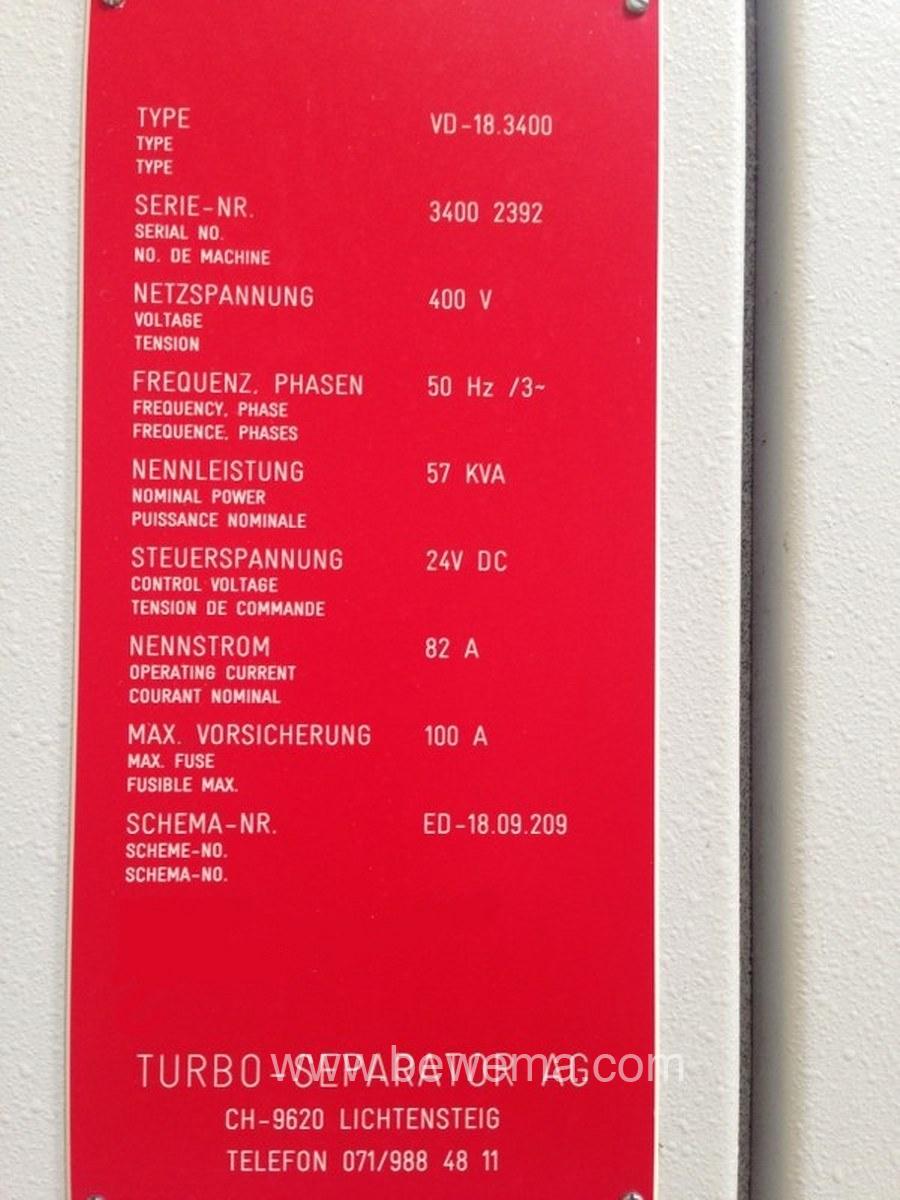 TYPE VD-18.3400
TYPE
TYPE
SERIE-NR. 3400 2392
SERIAL NO.
NO. DE MACHINE
NETZSPANNUNG 400 V
VOLTAGE
TENSION
FREQUENZ, PHASEN 50 Hz /3~
FREQUENCY, PHASE
FREQUENCE, PHASES
NENNLEISTUNG 57 KVA
NOMINAL POWER
PUISSANCE NOMINALE
STEUERSPANNUNG 24V DC
CONTROL VOLTAGE
TENSION DE COMMANDE
NENNSTROM 82 A
OPERATING CURRENT
COURANT NOMINAL
MAX. VORSICHERUNG 100 A
MAX. FUSE
FUSIBLE MAX.
SCHEMA-NR. ED-18.09.209
SCHEME-NO.
SCHEMA-NO.
TURBO-SEPARATOR AG
www.bewema.com
CH-9620 LICHTENSTEIG
TELEFON 071/988 48 11